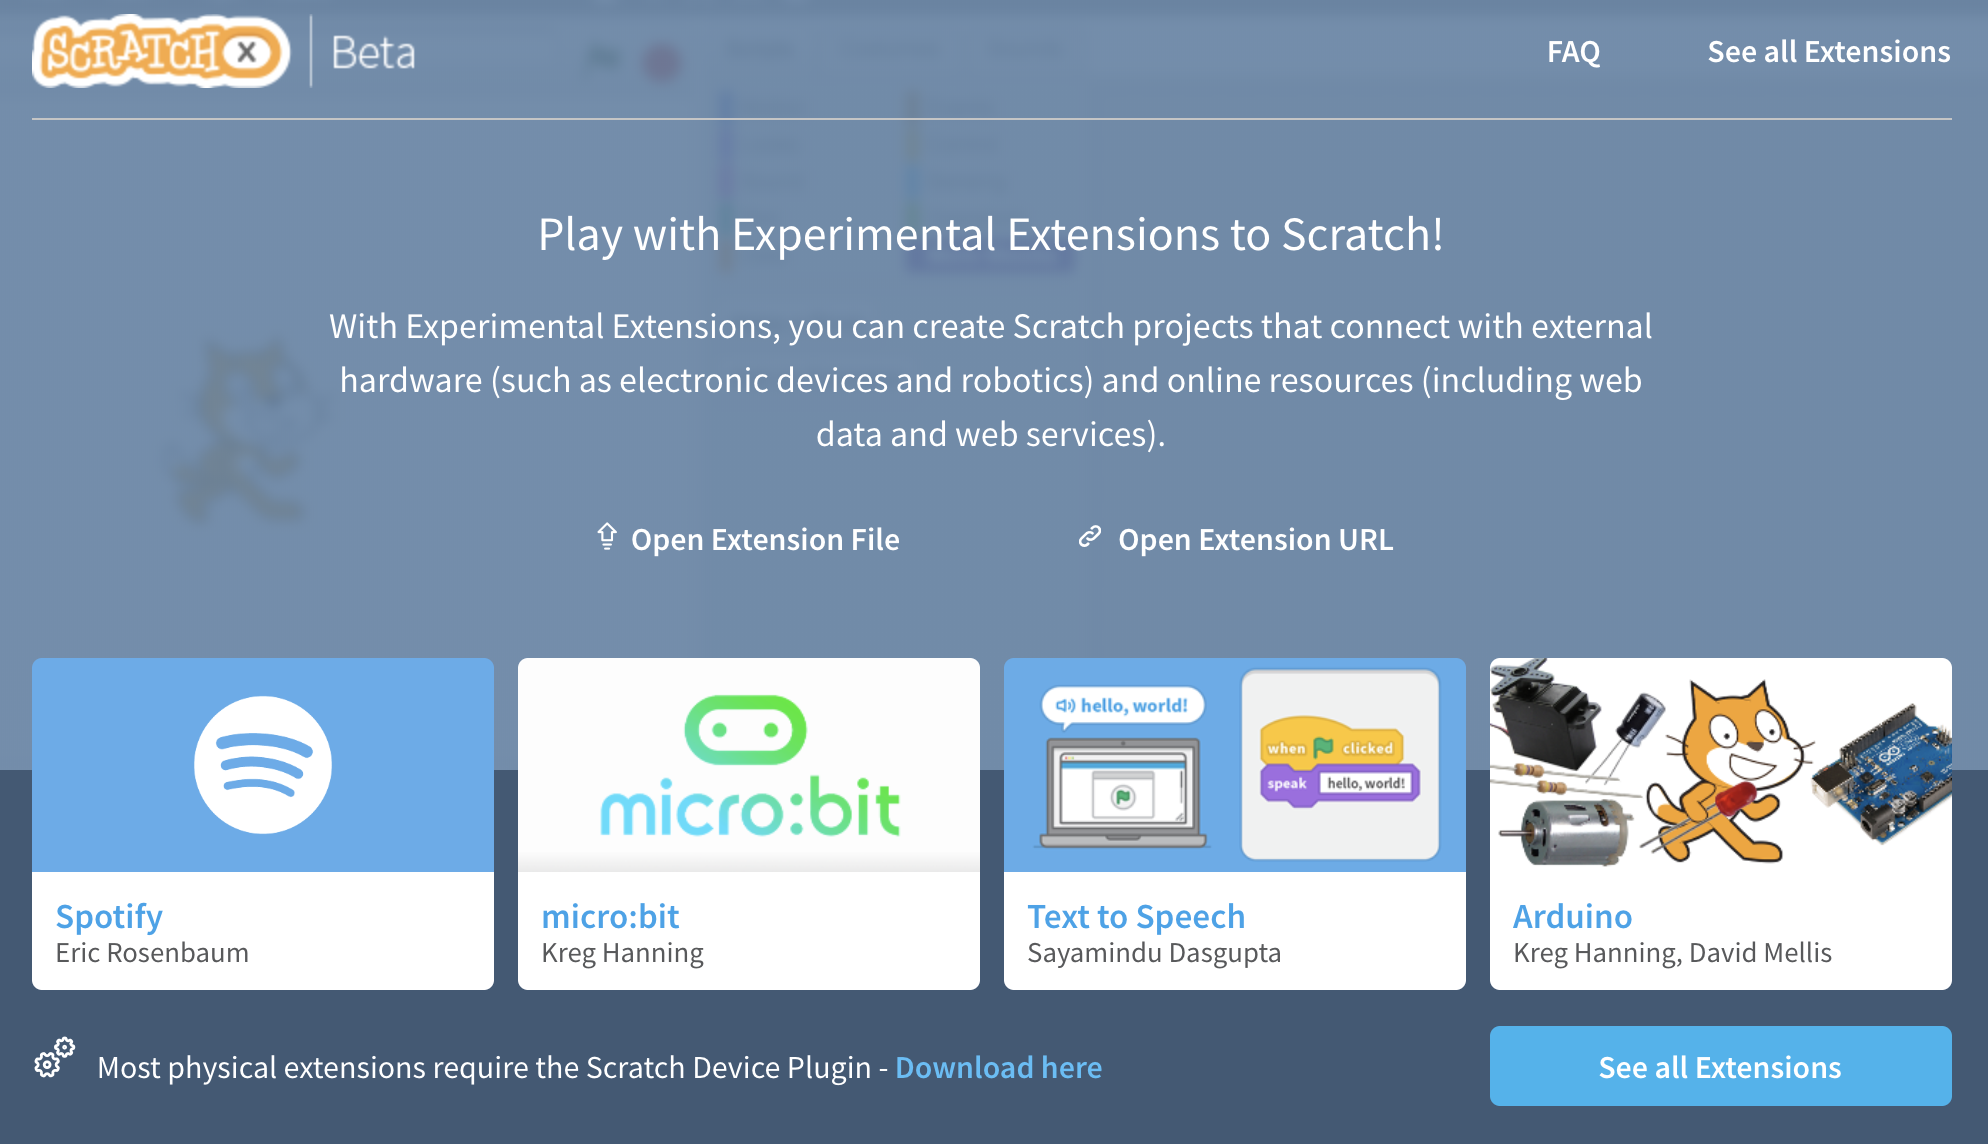 SCRATCH X | Beta
FAQ
See all Extensions
Play with Experimental Extensions to Scratch!
With Experimental Extensions, you can create Scratch projects that connect with external
hardware (such as electronic devices and robotics) and online resources (including web
data and web services).
Open Extension File
Open Extension URL
micro:bit
hello, world!
when clicked
speak hello, world!
Spotify
Eric Rosenbaum
micro:bit
Kreg Hanning
Text to Speech
Sayamindu Dasgupta
Arduino
Kreg Hanning, David Mellis
Most physical extensions require the Scratch Device Plugin - Download here
See all Extensions